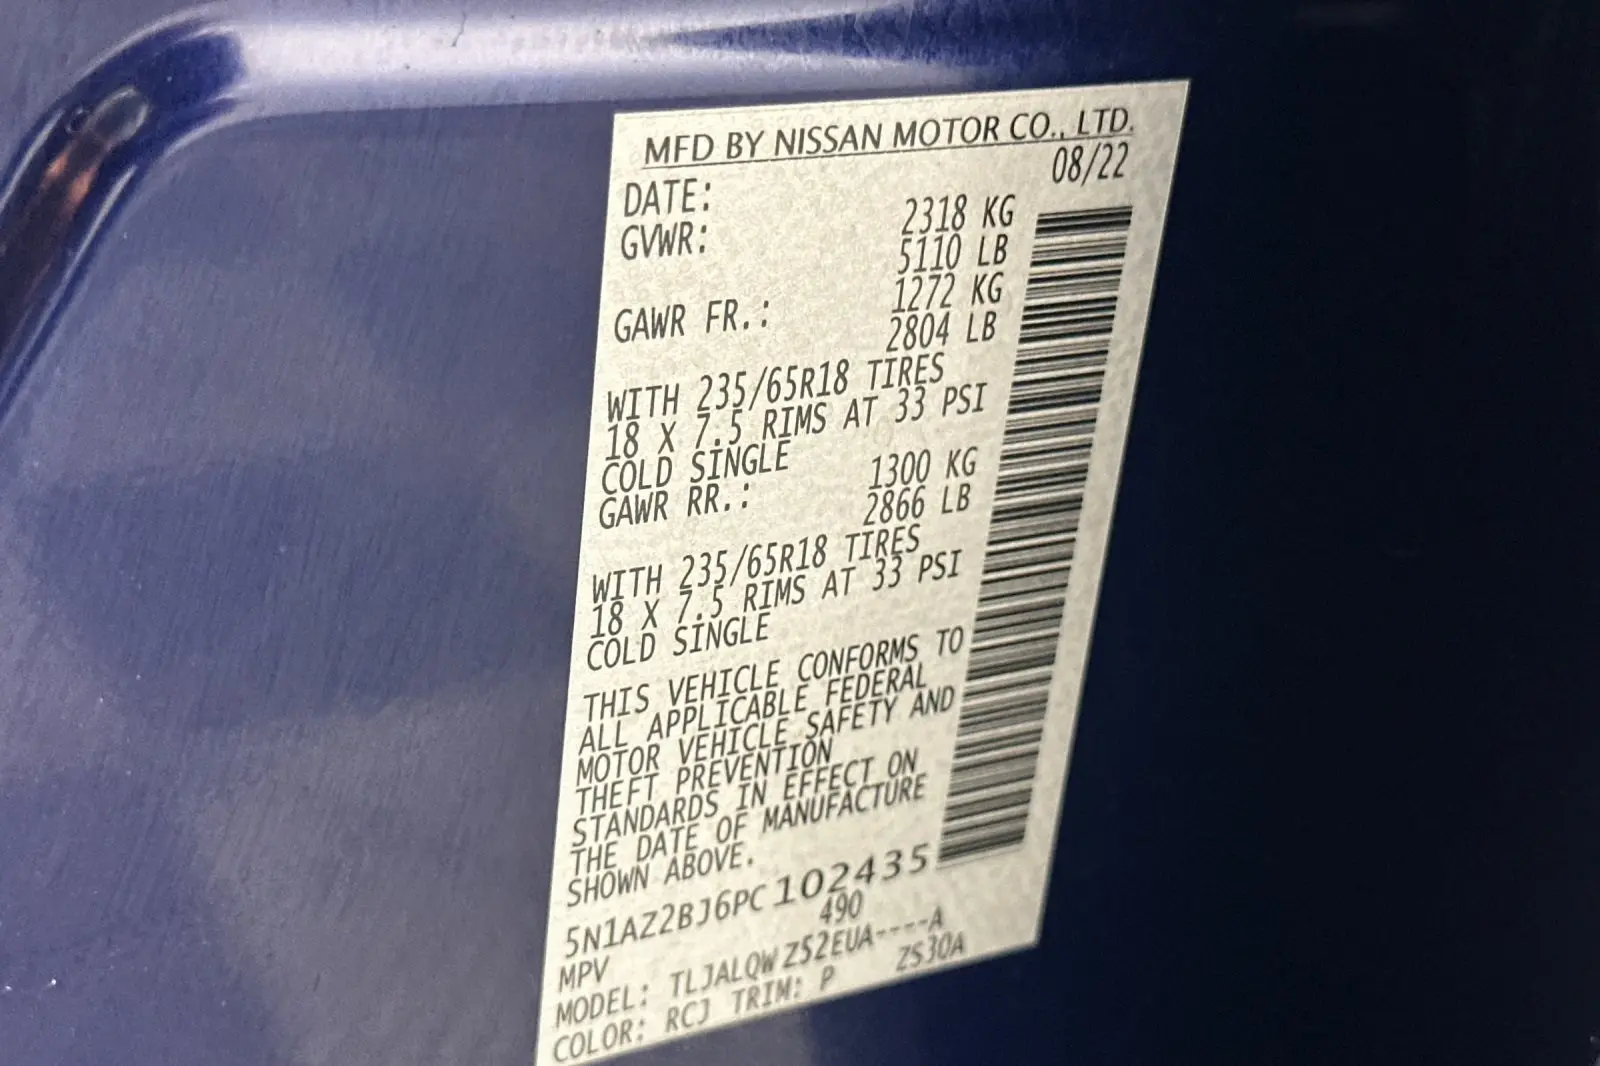 MFD BY NISSAN MOTOR CO., LTD.
DATE: 08/22
GVWR: 2318 KG
5110 LB
GAWR FR.: 1272 KG
2804 LB
WITH 235/65R18 TIRES
18 X 7.5 RIMS AT 33 PSI
COLD SINGLE
GAWR RR.: 1300 KG
2866 LB
WITH 235/65R18 TIRES
18 X 7.5 RIMS AT 33 PSI
COLD SINGLE
THIS VEHICLE CONFORMS TO
ALL APPLICABLE FEDERAL
MOTOR VEHICLE SAFETY AND
THEFT PREVENTION
STANDARDS IN EFFECT ON
THE DATE OF MANUFACTURE
SHOWN ABOVE.
5N1AZ2BJ6PC102435
MPV 490
MODEL: TLJALQWZS2EUA----A
COLOR: RCJ TRIM: P ZS30A